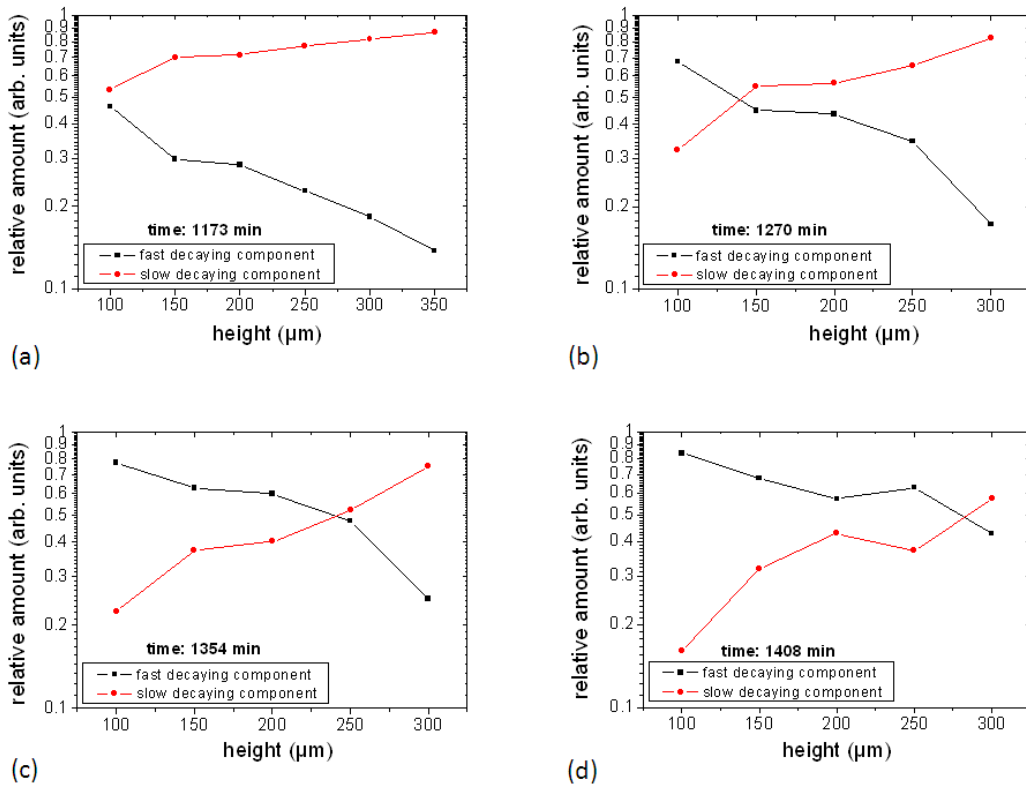 relative amount (arb. units)
1
0.9
0.8
0.7
0.6
0.5
0.4
0.3
0.2
0.1
time: 1173 min
fast decaying component
slow decaying component
100 150 200 250 300 350
height (µm)
(a)
relative amount (arb. units)
1
0.9
0.8
0.7
0.6
0.5
0.4
0.3
0.2
0.1
time: 1270 min
fast decaying component
slow decaying component
100 150 200 250 300
height (µm)
(b)
relative amount (arb. units)
1
0.9
0.8
0.7
0.6
0.5
0.4
0.3
0.2
0.1
time: 1354 min
fast decaying component
slow decaying component
100 150 200 250 300
height (µm)
(c)
relative amount (arb. units)
1
0.9
0.8
0.7
0.6
0.5
0.4
0.3
0.2
0.1
time: 1408 min
fast decaying component
slow decaying component
100 150 200 250 300
height (µm)
(d)